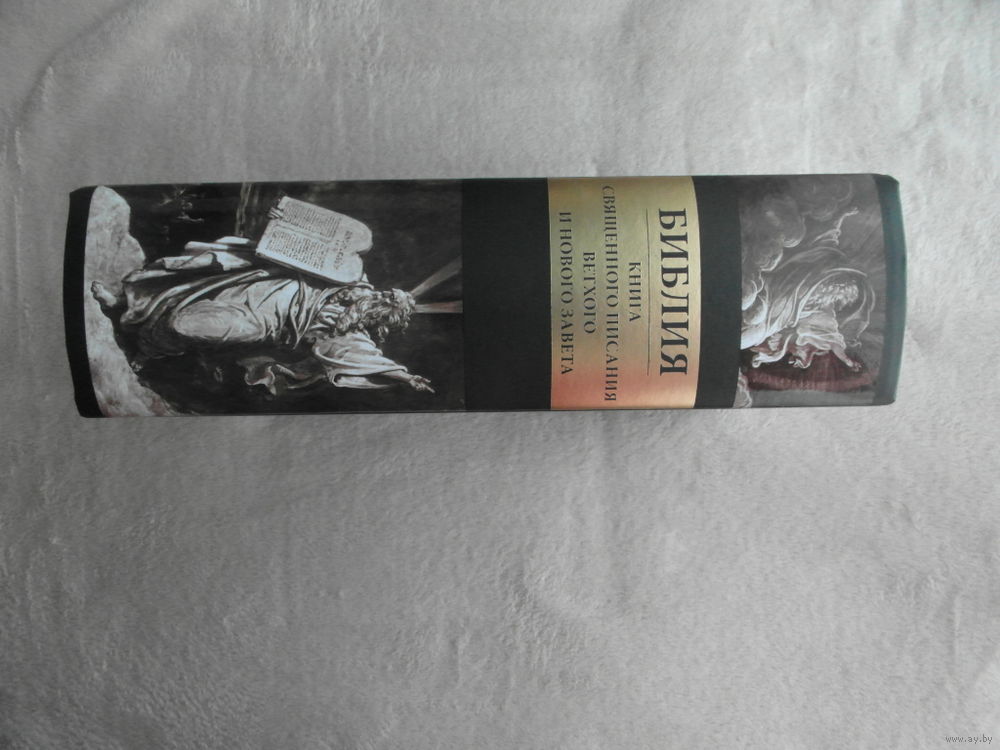 БИБЛИЯ
КНИГА
СВЯЩЕННОГО ПИСАНИЯ
ВЕТХОГО
И НОВОГО ЗАВЕТА
www.ay.by